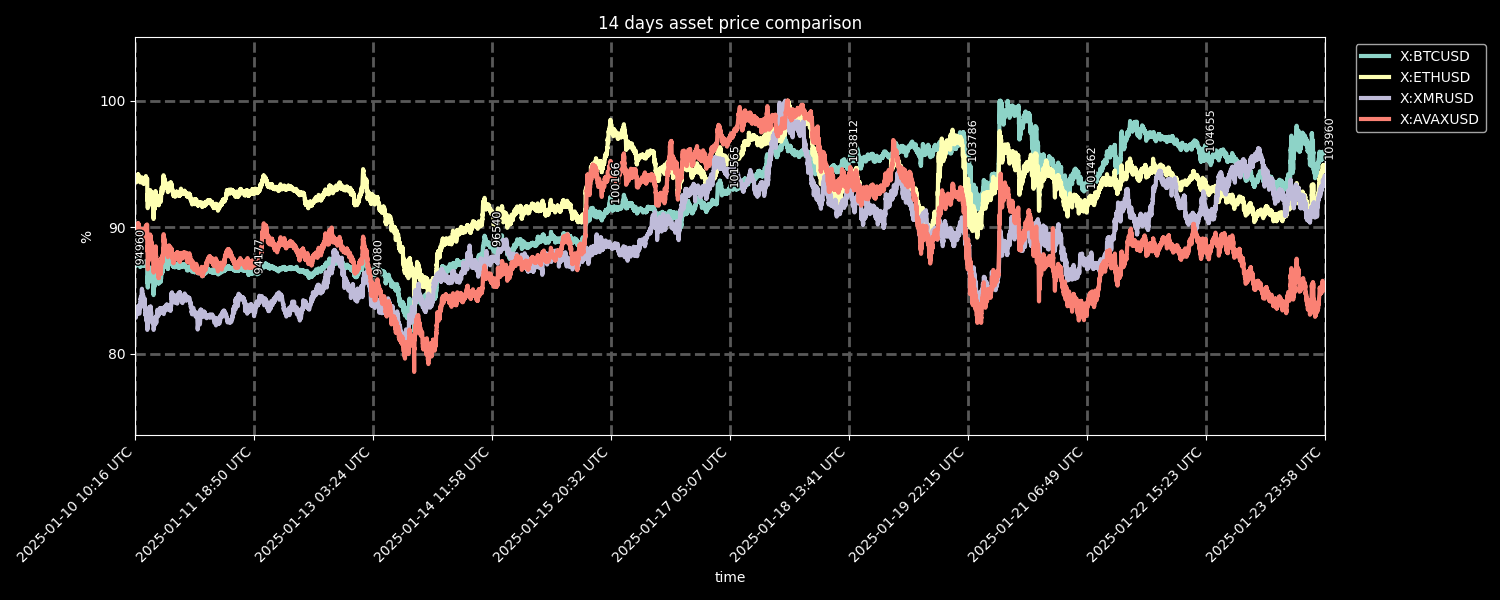 14 days asset price comparison
X:BTCUSD
X:ETHUSD
X:XMRUSD
X:AVAXUSD
100
90
80
%
94960
94177
94080
96540
100166
101565
103812
103786
101462
104655
103960
2025-01-10 10:16 UTC
2025-01-11 18:50 UTC
2025-01-13 03:24 UTC
2025-01-14 11:58 UTC
2025-01-15 20:32 UTC
2025-01-17 05:07 UTC
2025-01-18 13:41 UTC
2025-01-19 22:15 UTC
2025-01-21 06:49 UTC
2025-01-22 15:23 UTC
2025-01-23 23:58 UTC
time